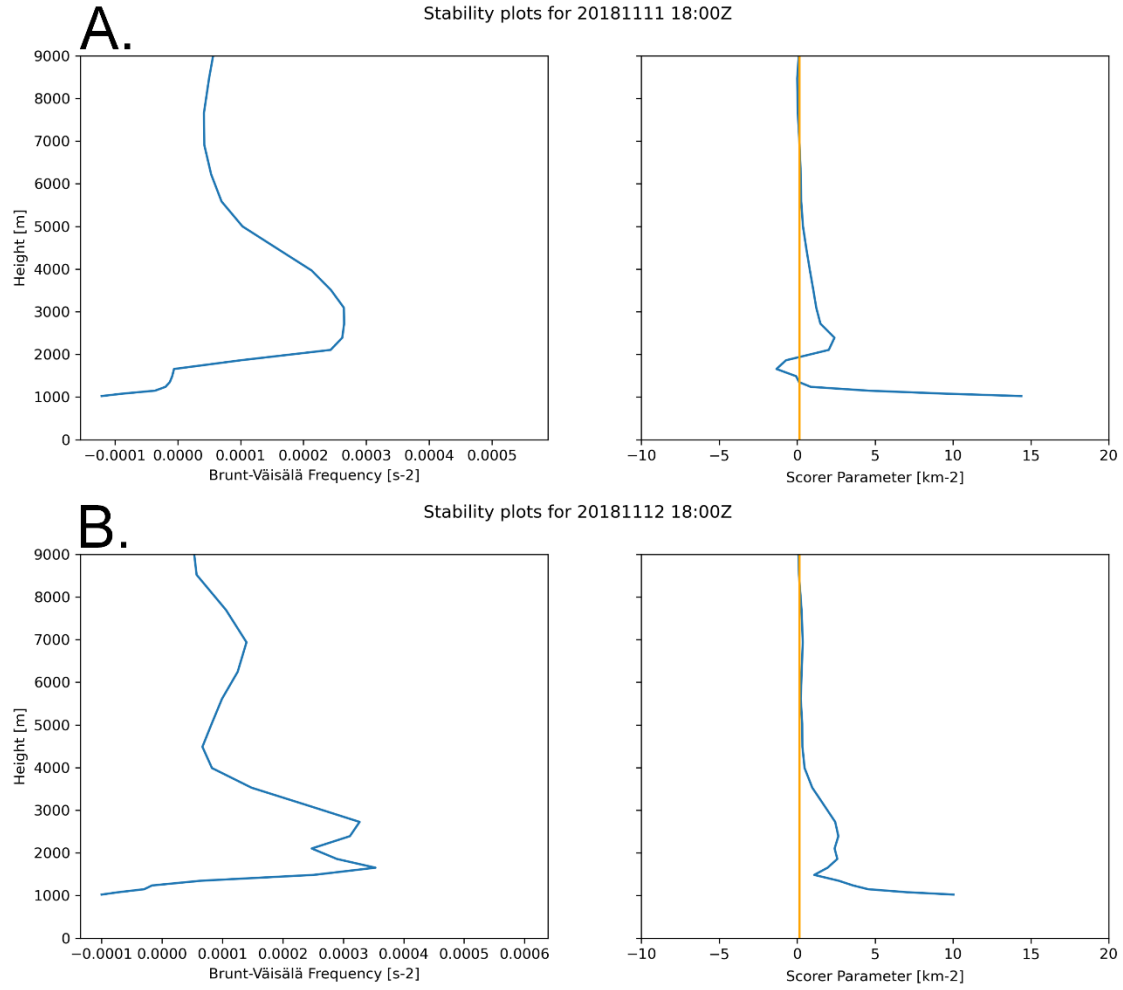 A.
Stability plots for 20181111 18:00Z
9000
8000
7000
6000
5000
4000
3000
2000
1000
0
Height [m]
−0.0001 0.0000 0.0001 0.0002 0.0003 0.0004 0.0005
Brunt-Väisälä Frequency [s-2]
−10 −5 0 5 10 15 20
Scorer Parameter [km-2]
B.
Stability plots for 20181112 18:00Z
9000
8000
7000
6000
5000
4000
3000
2000
1000
0
Height [m]
−0.0001 0.0000 0.0001 0.0002 0.0003 0.0004 0.0005 0.0006
Brunt-Väisälä Frequency [s-2]
−10 −5 0 5 10 15 20
Scorer Parameter [km-2]